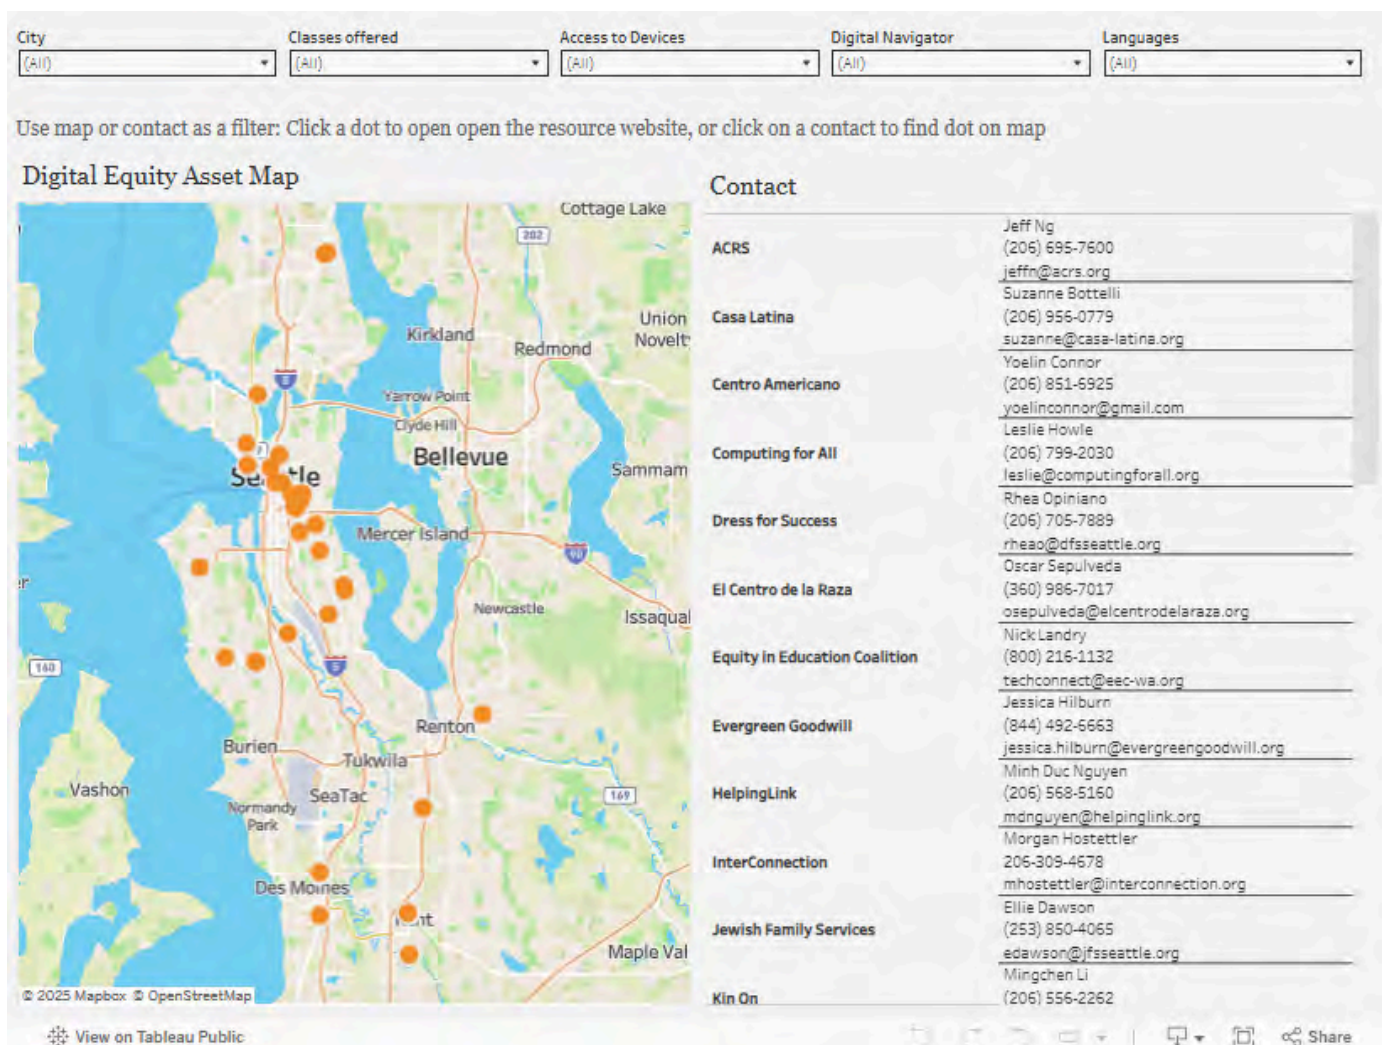 City
Classes offered
Access to Devices
Digital Navigator
Languages
(All)
(All)
(All)
(All)
(All)
Use map or contact as a filter: Click a dot to open open the resource website, or click on a contact to find dot on map
Digital Equity Asset Map
Contact
Cottage Lake
202
Kirkland
Redmond
Union
Novelt
5
Yarrow Point
Clyde Hill
Bellevue
Sammam
Mercer Island
90
Newcastle
Issaqual
160
5
Renton
Burien
Tukwila
Vashon
SeaTac
169
Normandy
Park
Des Moines
Maple Val
© 2025 Mapbox © OpenStreetMap
ACRS
Jeff Ng
(206) 695-7600
jeffn@acrs.org
Casa Latina
Suzanne Bottelli
(206) 956-0779
suzanne@casa-latina.org
Centro Americano
Yoelin Connor
(206) 851-6925
yoelinconnor@gmail.com
Computing for All
Leslie Howle
(206) 799-2030
leslie@computingforall.org
Dress for Success
Rhea Opiniano
(206) 705-7889
rheao@dfsseattle.org
El Centro de la Raza
Oscar Sepulveda
(360) 986-7017
osepulveda@elcentrodelaraza.org
Equity in Education Coalition
Nick Landry
(800) 216-1132
techconnect@eec-wa.org
Evergreen Goodwill
Jessica Hilburn
(844) 492-6663
jessica.hilburn@evergreengoodwill.org
HelpingLink
Minh Duc Nguyen
(206) 568-5160
mdnguyen@helpinglink.org
InterConnection
Morgan Hostettler
206-309-4678
mhostettler@interconnection.org
Jewish Family Services
Ellie Dawson
(253) 850-4065
edawson@jfsseattle.org
Kin On
Mingchen Li
(206) 556-2262
View on Tableau Public
Share